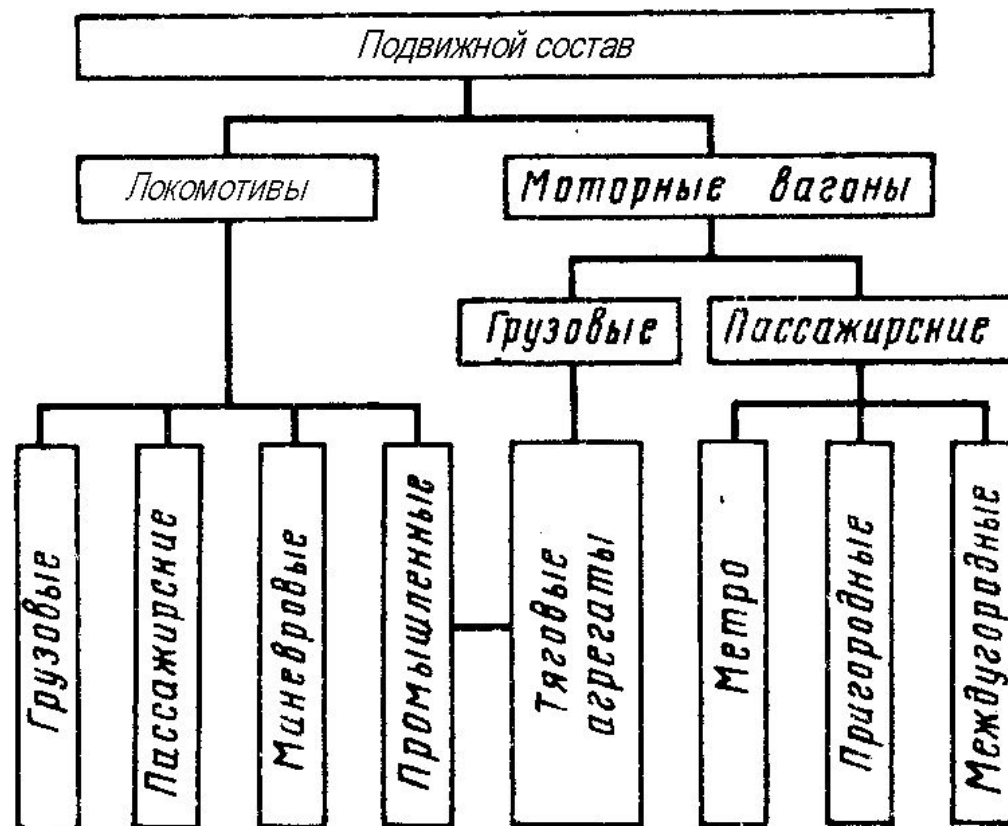 Подвижной состав
Локомотивы
Моторные вагоны
Грузовые
Пассажирские
Грузовые
Пассажирские
Маневровые
Промышленные
Тяговые
агрегаты
Метро
Пригородные
Междугородные